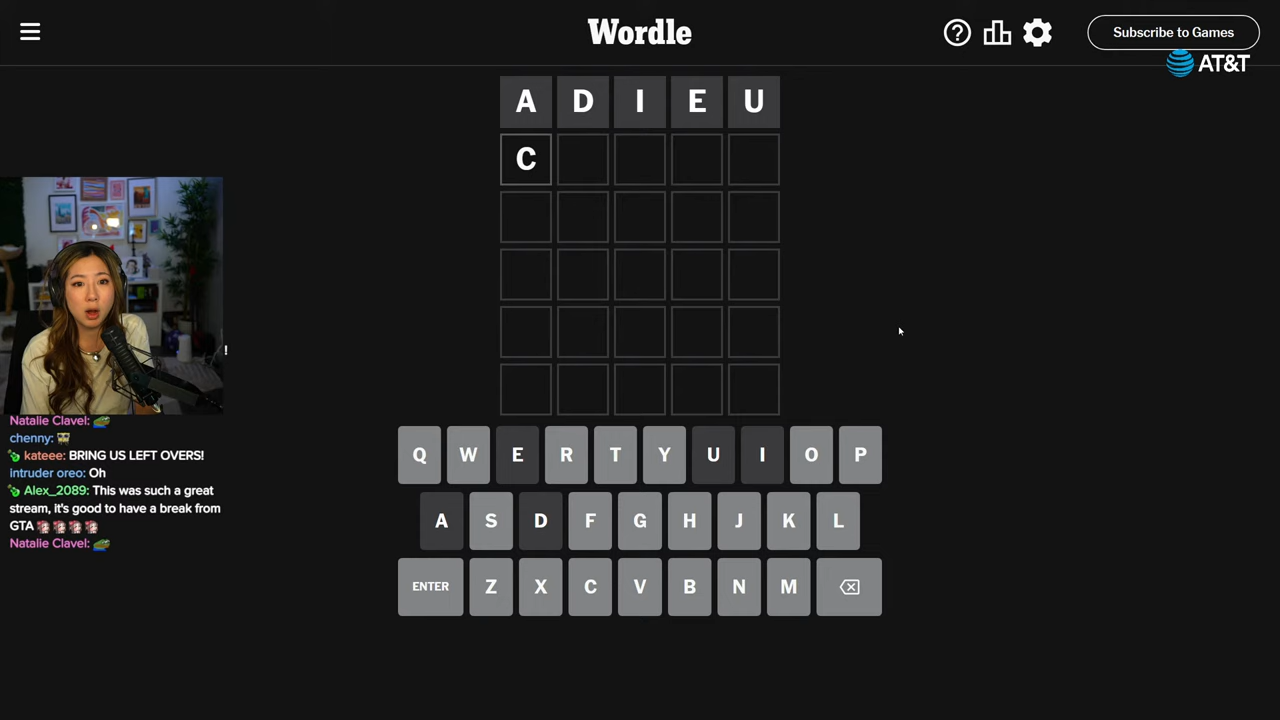 Wordle
Subscribe to Games
AT&T
A D I E U
C
!
Natalie Clavel:
chenny:
kateee: BRING US LEFT OVERS!
intruder oreo: Oh
Alex_2089: This was such a great
stream, it's good to have a break from
GTA
Natalie Clavel:
Q W E R T Y U I O P
A S D F G H J K L
ENTER Z X C V B N M